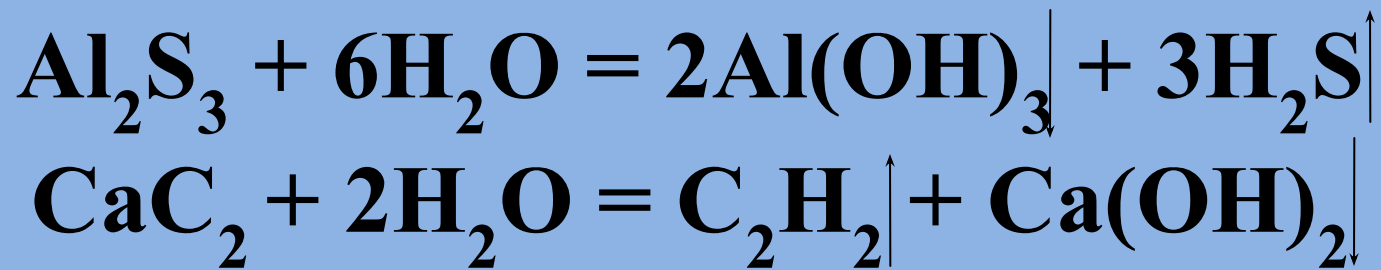 Al₂S₃ + 6H₂O = 2Al(OH)₃↓ + 3H₂S↑
CaC₂ + 2H₂O = C₂H₂↑ + Ca(OH)₂↓